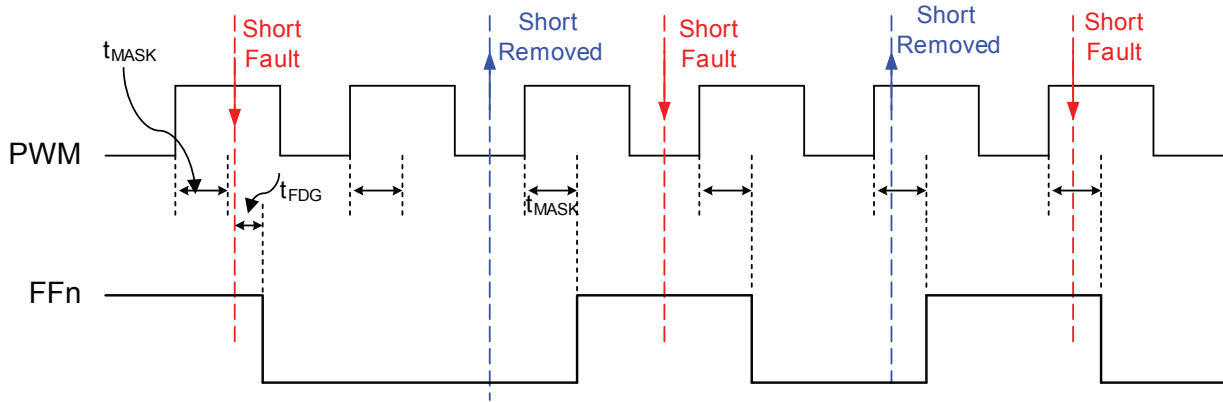 Short
Fault
Short
Removed
Short
Fault
Short
Removed
Short
Fault
tMASK
PWM
tFDG
tMASK
FFn